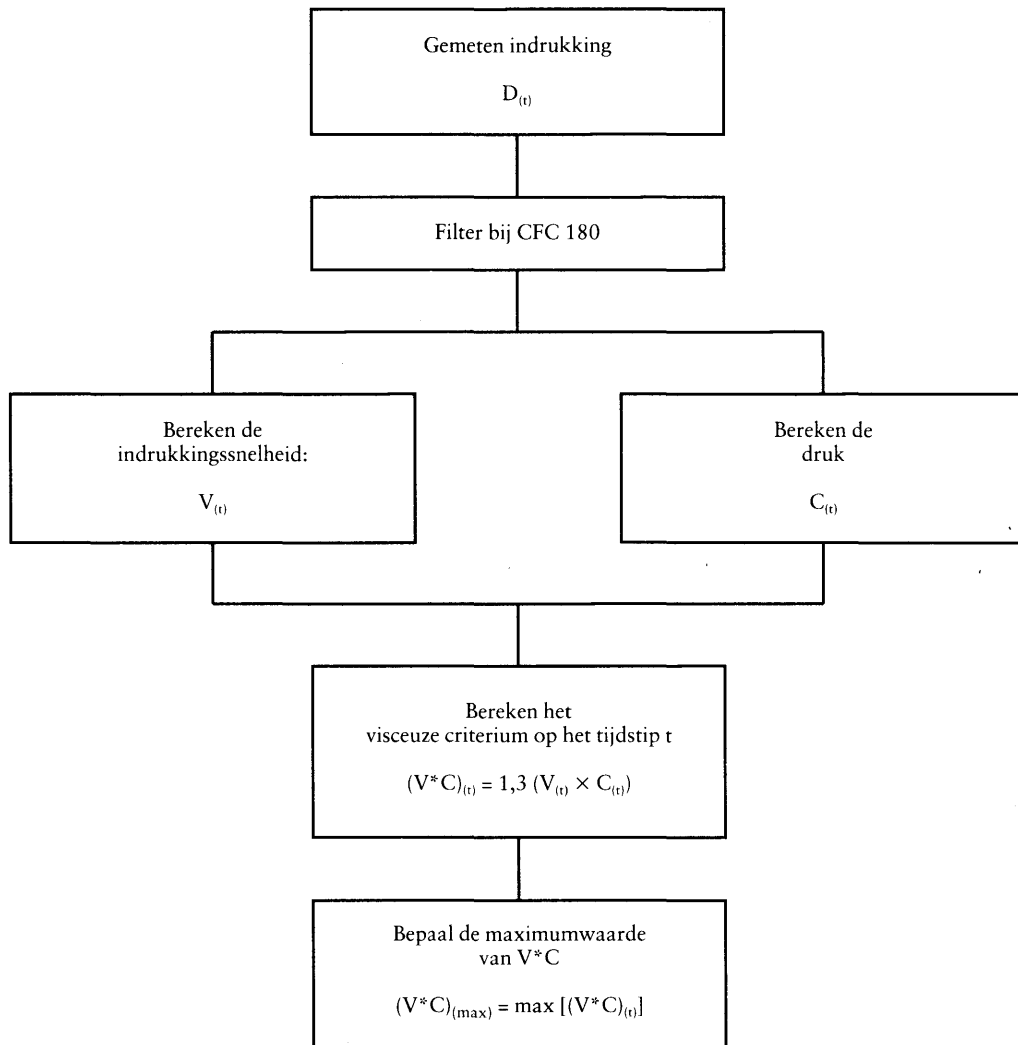 Gemeten indrukking
D(t)
Filter bij CFC 180
Bereken de
indrukkingssnelheid:
V(t)
Bereken de
druk
C(t)
Bereken het
visceuze criterium op het tijdstip t
(V*C)(t) = 1,3 (V(t) × C(t))
Bepaal de maximumwaarde
van V*C
(V*C)(max) = max [(V*C)(t)]